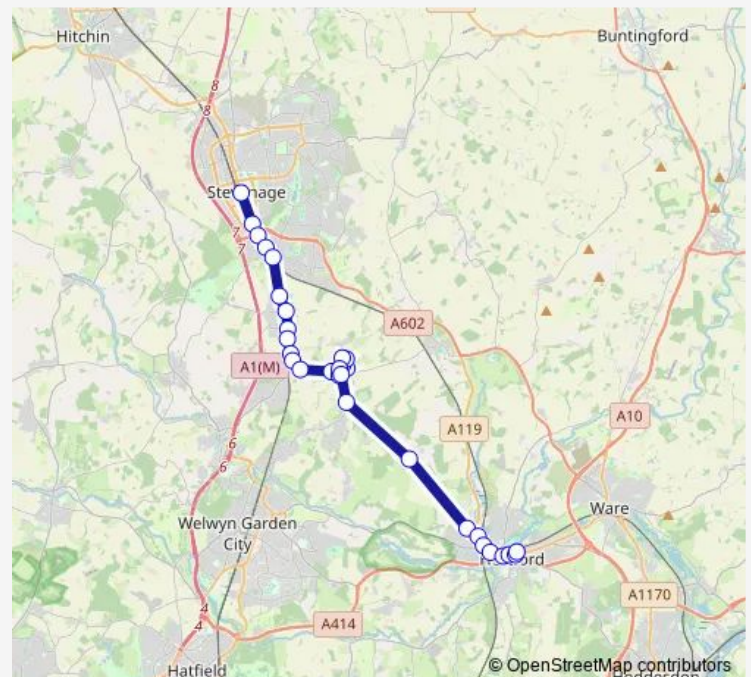 Hitchin
Buntingford
8
8
Stevenage
7
7
A602
A1(M)
A10
6
6
A119
Ware
Welwyn Garden
City
Hertford
4
4
A414
A1170
Hatfield
© OpenStreetMap contributors